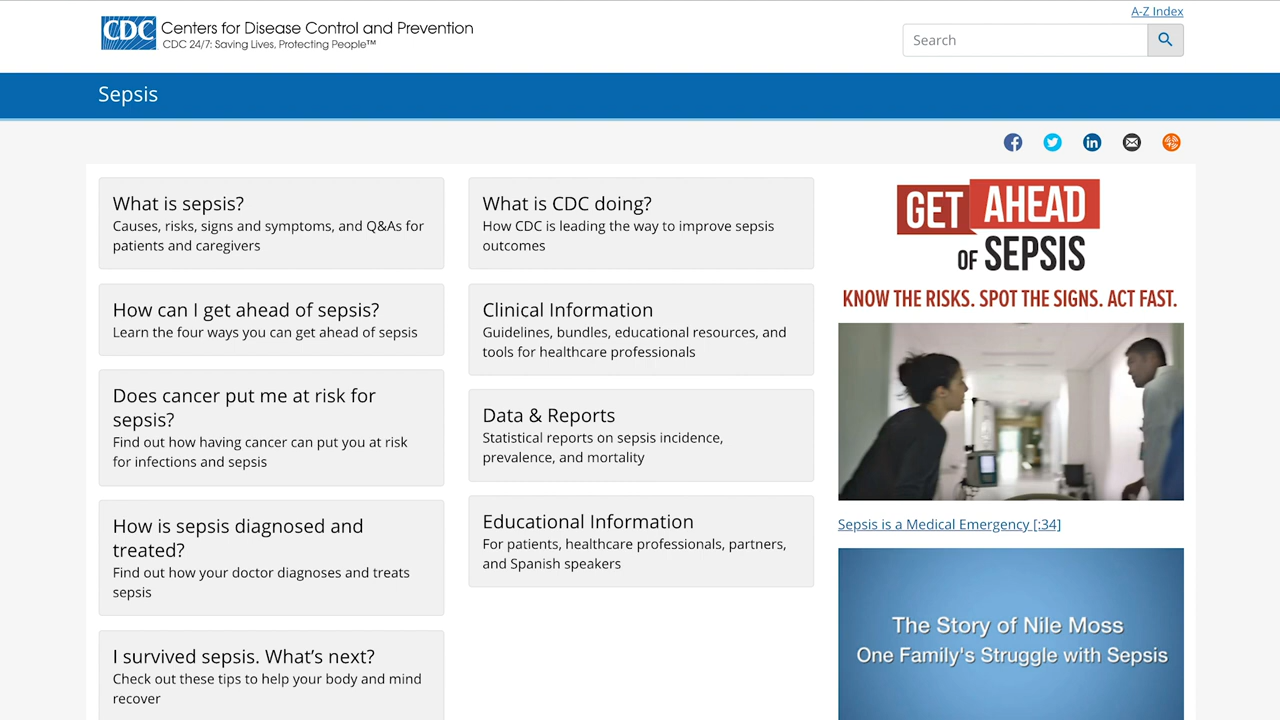 A-Z Index
CDC
Centers for Disease Control and Prevention
CDC 24/7: Saving Lives, Protecting People™
Search
Sepsis
What is sepsis?
Causes, risks, signs and symptoms, and Q&As for
patients and caregivers
How can I get ahead of sepsis?
Learn the four ways you can get ahead of sepsis
Does cancer put me at risk for
sepsis?
Find out how having cancer can put you at risk
for infections and sepsis
How is sepsis diagnosed and
treated?
Find out how your doctor diagnoses and treats
sepsis
I survived sepsis. What’s next?
Check out these tips to help your body and mind
recover
What is CDC doing?
How CDC is leading the way to improve sepsis
outcomes
Clinical Information
Guidelines, bundles, educational resources, and
tools for healthcare professionals
Data & Reports
Statistical reports on sepsis incidence,
prevalence, and mortality
Educational Information
For patients, healthcare professionals, partners,
and Spanish speakers
GET AHEAD
OF SEPSIS
KNOW THE RISKS. SPOT THE SIGNS. ACT FAST.
Sepsis is a Medical Emergency [:34]
The Story of Nile Moss
One Family's Struggle with Sepsis